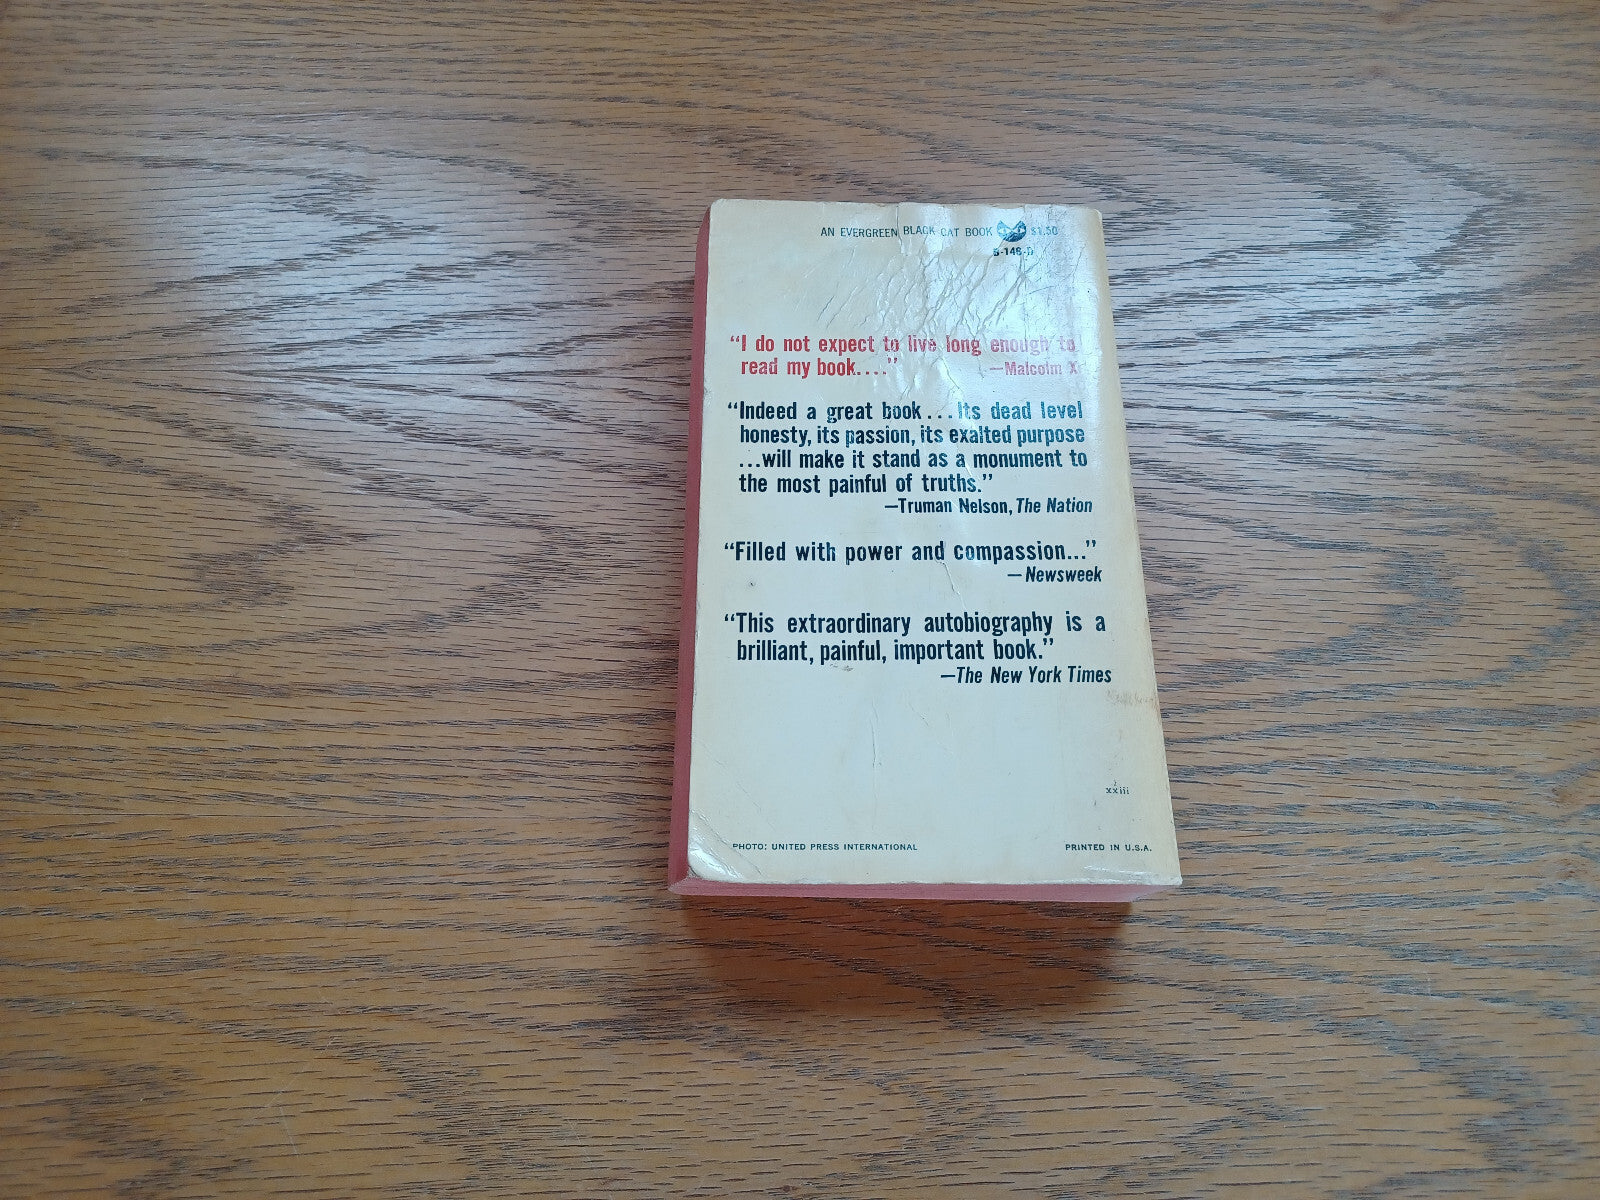 AN EVERGREEN BLACK CAT BOOK $1.50
B-146-D
“I do not expect to live long enough to
read my book....” —Malcolm X
“Indeed a great book...Its dead level
honesty, its passion, its exalted purpose
...will make it stand as a monument to
the most painful of truths.”
—Truman Nelson, The Nation
“Filled with power and compassion...”
—Newsweek
“This extraordinary autobiography is a
brilliant, painful, important book.”
—The New York Times
xxiii
PHOTO: UNITED PRESS INTERNATIONAL PRINTED IN U.S.A.